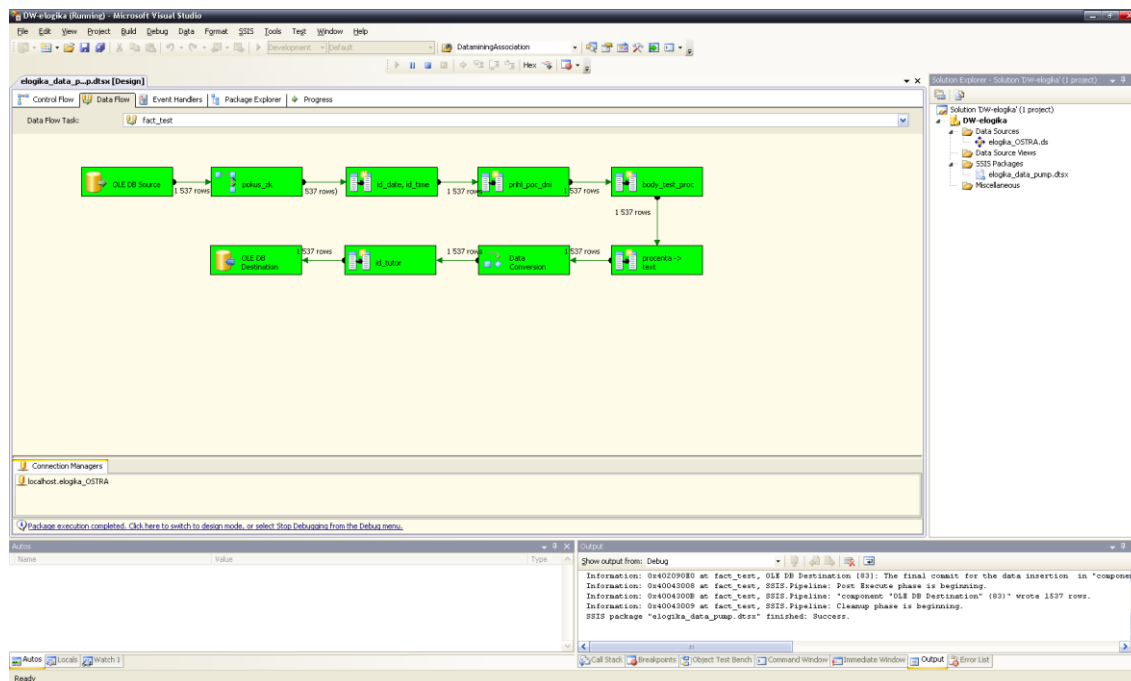 DW-elogika (Running) - Microsoft Visual Studio
File Edit View Project Build Debug Data Format SSIS Tools Test Window Help
Development Default DataminingAssociation
Hex
elogika_data_p...p.dtsx [Design]
Solution Explorer - Solution 'DW-elogika' (1 project)
Control Flow Data Flow Event Handlers Package Explorer Progress
Data Flow Task: fact_test
Solution 'DW-elogika' (1 project)
DW-elogika
Data Sources
elogika_OSTRA.ds
Data Source Views
SSIS Packages
elogika_data_pump.dtsx
Miscellaneous
OLE DB Source
1 537 rows
pokus_zk
537 rows)
id_date, id_time
1 537 rows
prihl_poc_dni
1 537 rows
body_test_proc
1 537 rows
OLE DB
Destination
1 537 rows
id_tutor
1 537 rows
Data
Conversion
537 rows
procenta ->
text
Connection Managers
localhost.elogika_OSTRA
Package execution completed. Click here to switch to design mode, or select Stop Debugging from the Debug menu.
Autos
Name Value Type
Output
Show output from: Debug
Information: 0x402090E0 at fact_test, OLE DB Destination [83]: The final commit for the data insertion in "componen
Information: 0x40043008 at fact_test, SSIS.Pipeline: Post Execute phase is beginning.
Information: 0x4004300B at fact_test, SSIS.Pipeline: "component "OLE DB Destination" (83)" wrote 1537 rows.
Information: 0x40043009 at fact_test, SSIS.Pipeline: Cleanup phase is beginning.
SSIS package "elogika_data_pump.dtsx" finished: Success.
Autos Locals Watch 1
Call Stack Breakpoints Object Test Bench Command Window Immediate Window Output Error List
Ready